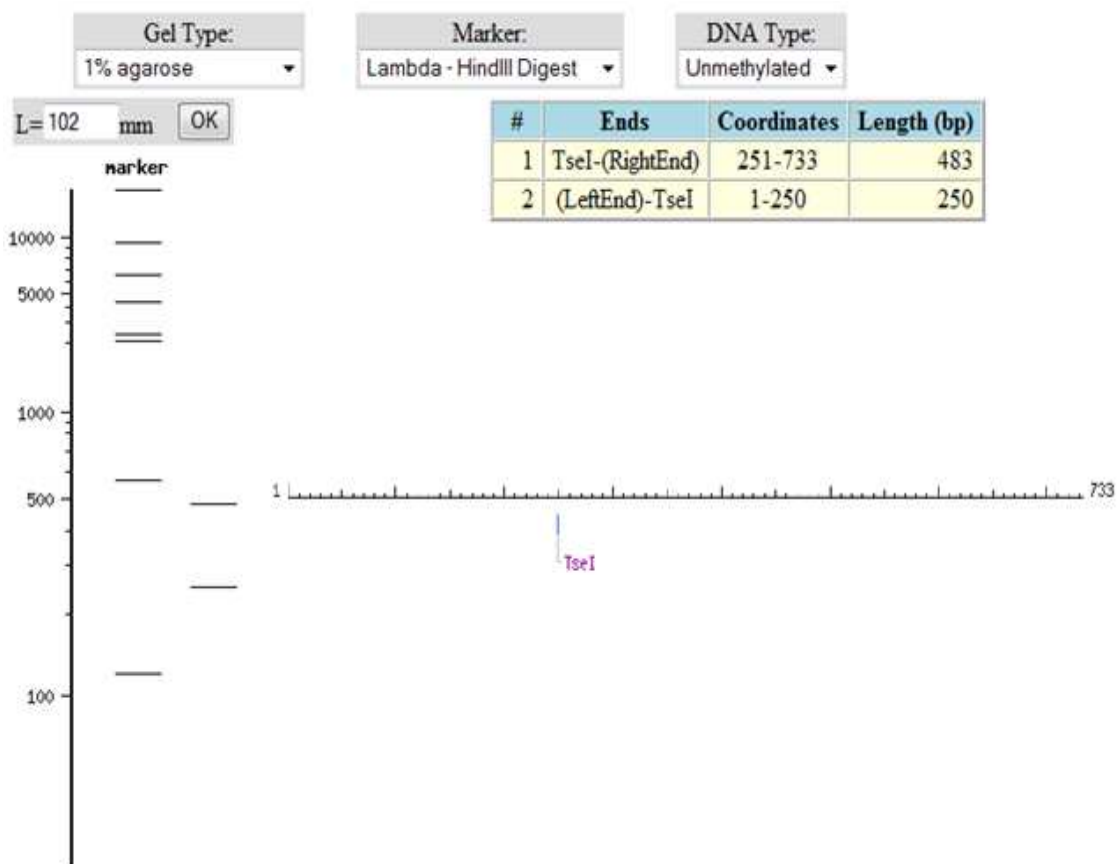 Gel Type:
Marker:
DNA Type:
1% agarose
Lambda - HindIII Digest
Unmethylated
L= 102 mm OK
# Ends Coordinates Length (bp)
1 TseI-(RightEnd) 251-733 483
2 (LeftEnd)-TseI 1-250 250
marker
10000
5000
1000
500
1
733
TseI
100